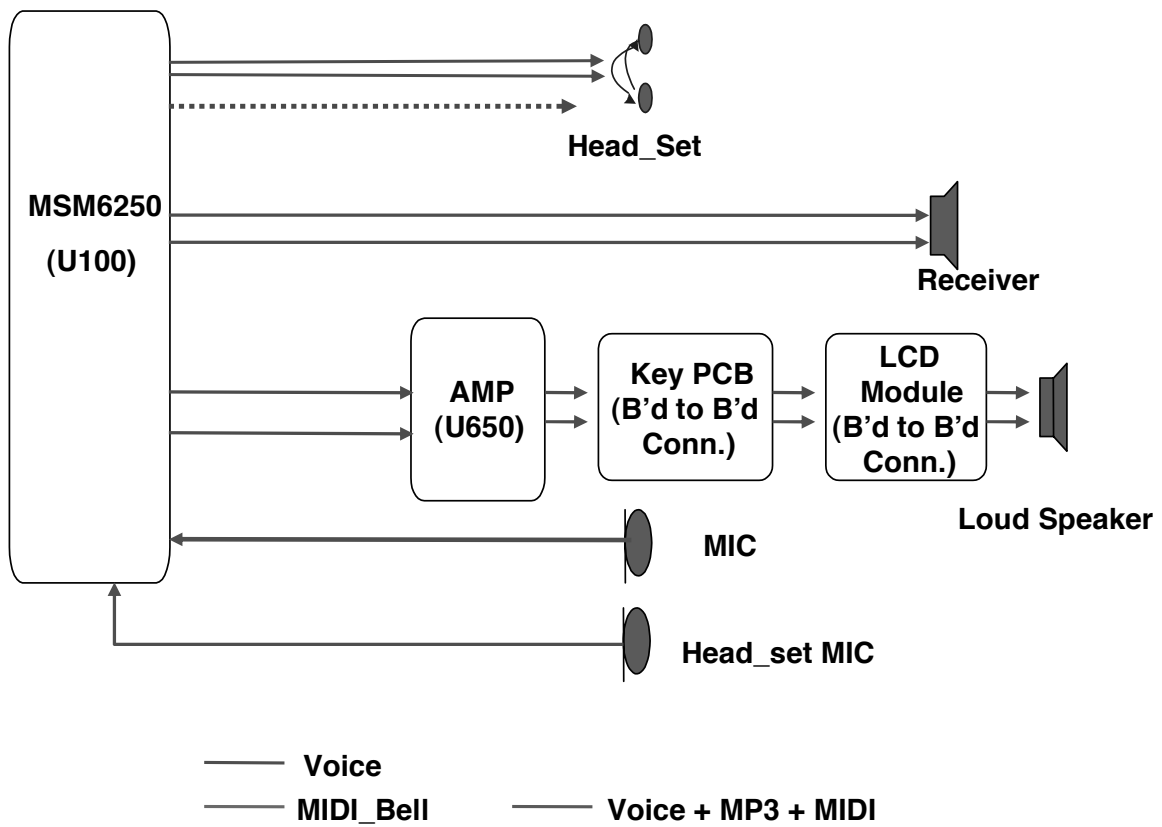 Head_Set
MSM6250
(U100)
Receiver
AMP
(U650)
Key PCB
(B’d to B’d
Conn.)
LCD
Module
(B’d to B’d
Conn.)
Loud Speaker
MIC
Head_set MIC
Voice
MIDI_Bell
Voice + MP3 + MIDI